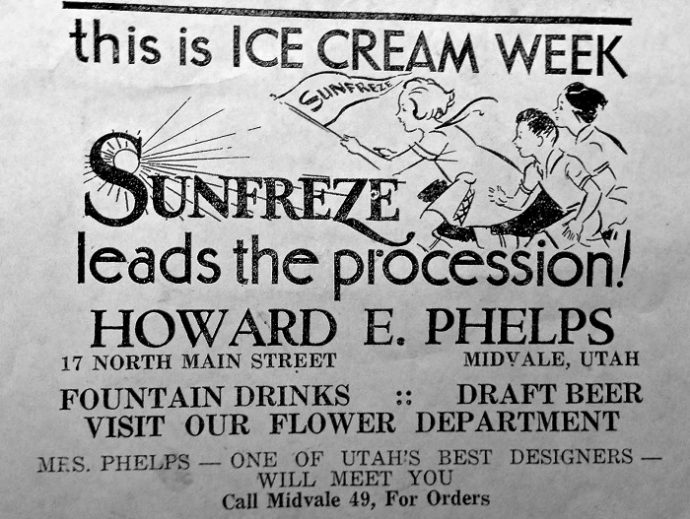 this is ICE CREAM WEEK
SUNFREZE
SUNFREZE
leads the procession!
HOWARD E. PHELPS
17 NORTH MAIN STREET MIDVALE, UTAH
FOUNTAIN DRINKS :: DRAFT BEER
VISIT OUR FLOWER DEPARTMENT
MRS. PHELPS — ONE OF UTAH'S BEST DESIGNERS —
WILL MEET YOU
Call Midvale 49, For Orders